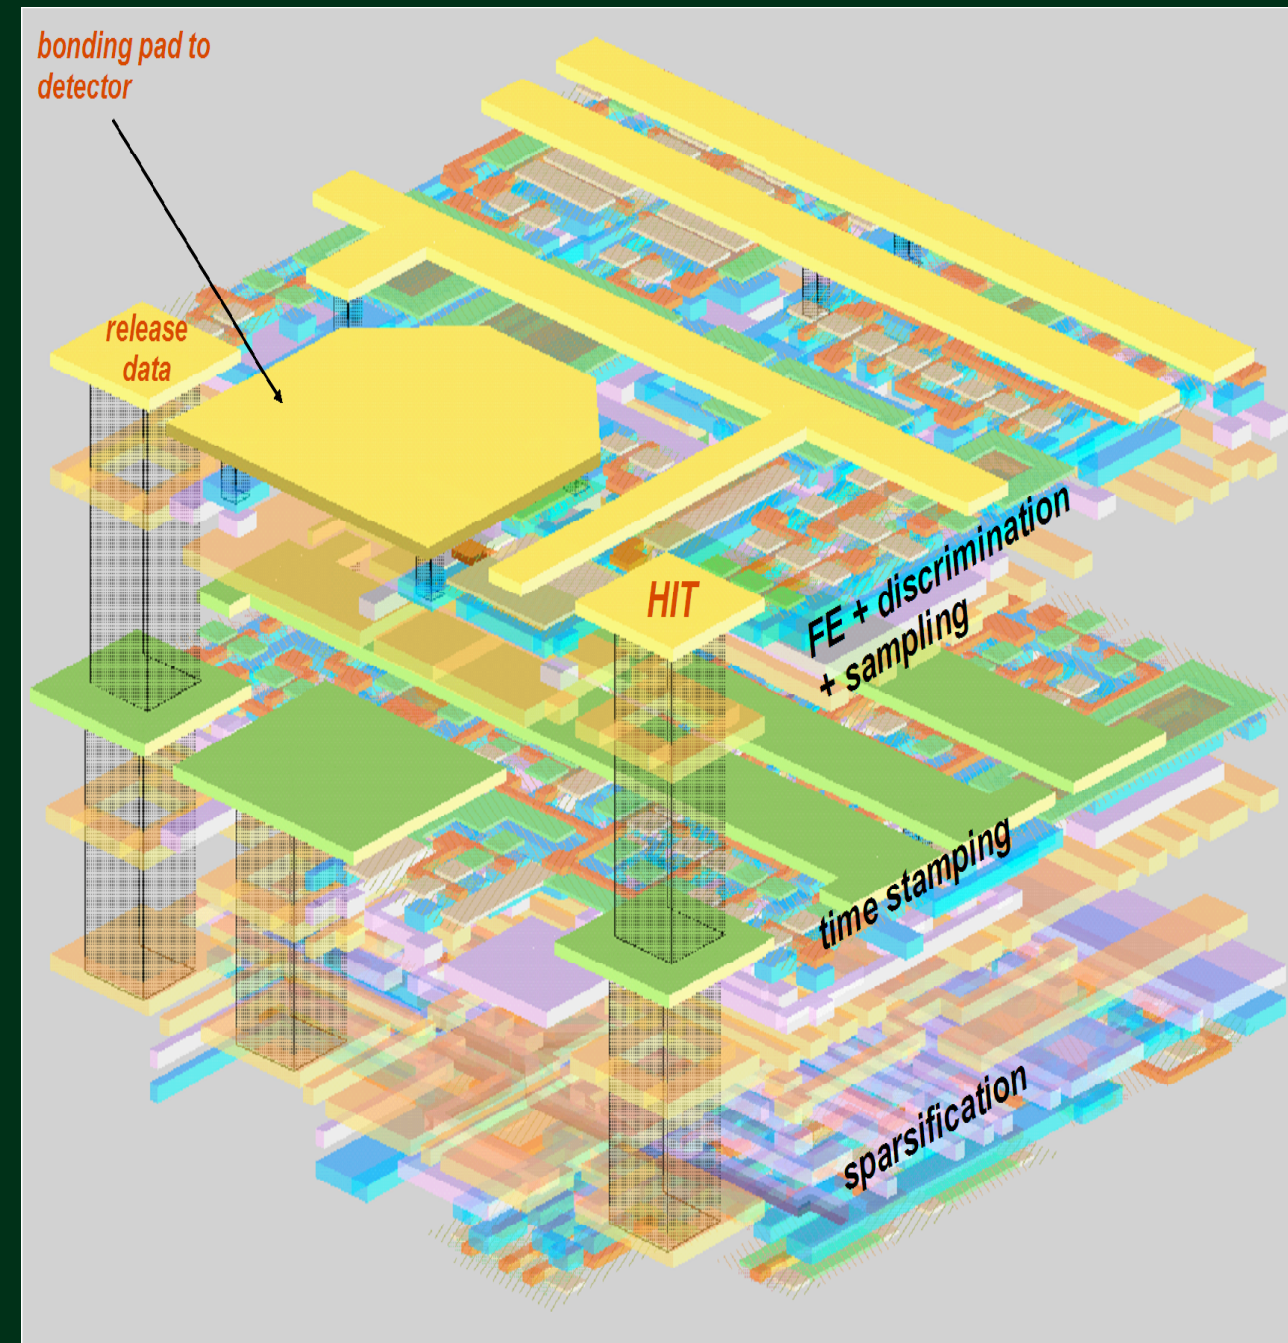 bonding pad to
detector
release
data
HIT
FE + discrimination
+ sampling
time stamping
sparsification